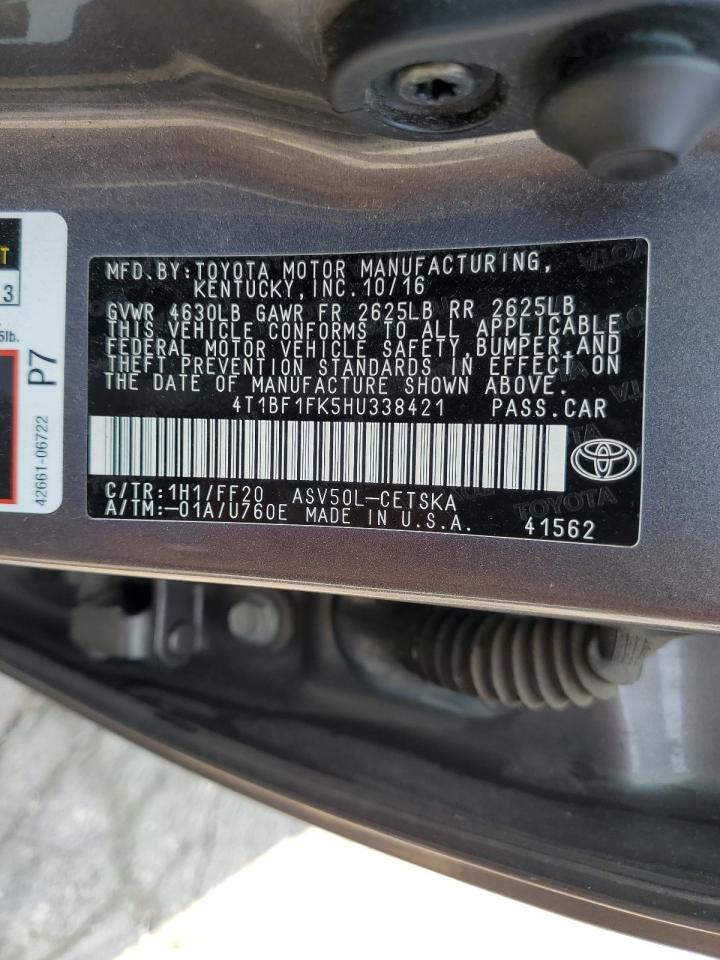 MFD.BY:TOYOTA MOTOR MANUFACTURING,
KENTUCKY,INC.10/16
GVWR 4630LB GAWR FR 2625LB RR 2625LB
THIS VEHICLE CONFORMS TO ALL APPLICABLE
FEDERAL MOTOR VEHICLE SAFETY,BUMPER,AND
THEFT PREVENTION STANDARDS IN EFFECT ON
THE DATE OF MANUFACTURE SHOWN ABOVE.
4T1BF1FK5HU338421 PASS.CAR
C/TR:1H1/FF20 ASV50L-CETSKA
A/TM:-01A/U760E MADE IN U.S.A. 41562
TOYOTA
T
3
lb.
P7
42661-06722